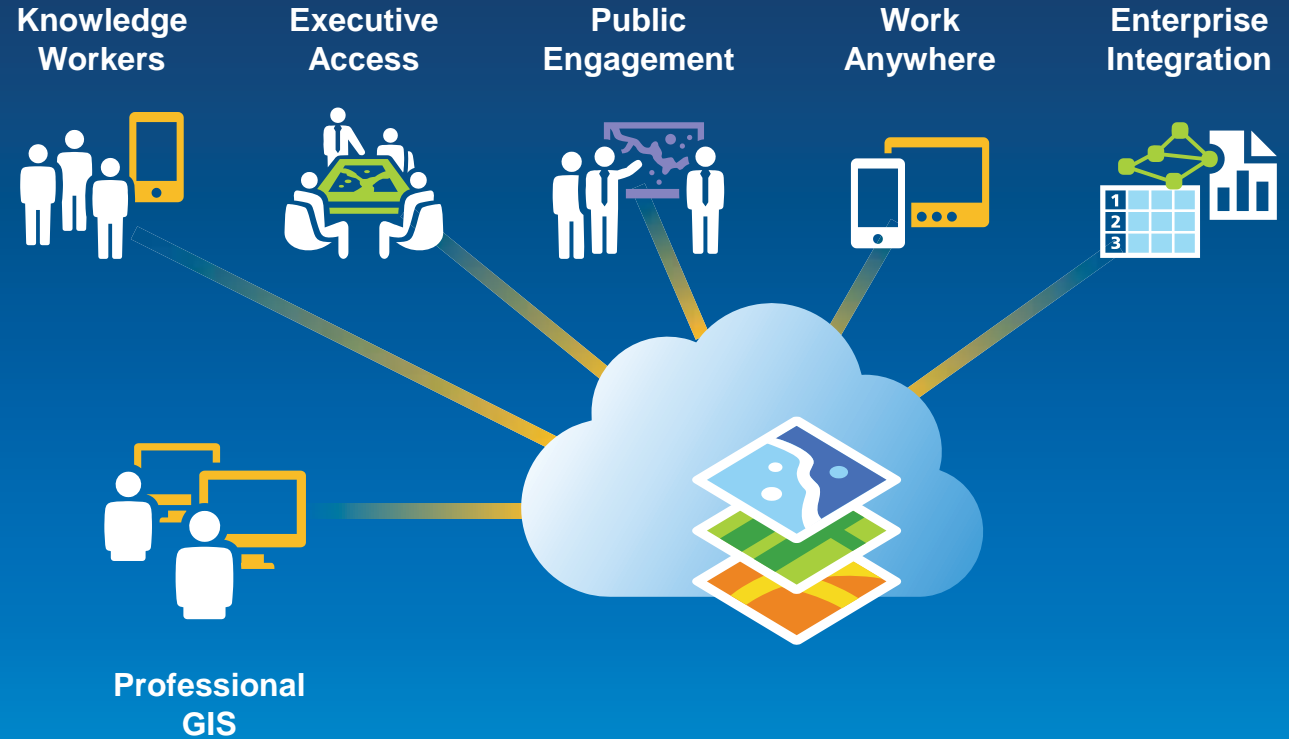 Knowledge
Workers
Executive
Access
Public
Engagement
Work
Anywhere
Enterprise
Integration
1
2
3
Professional
GIS